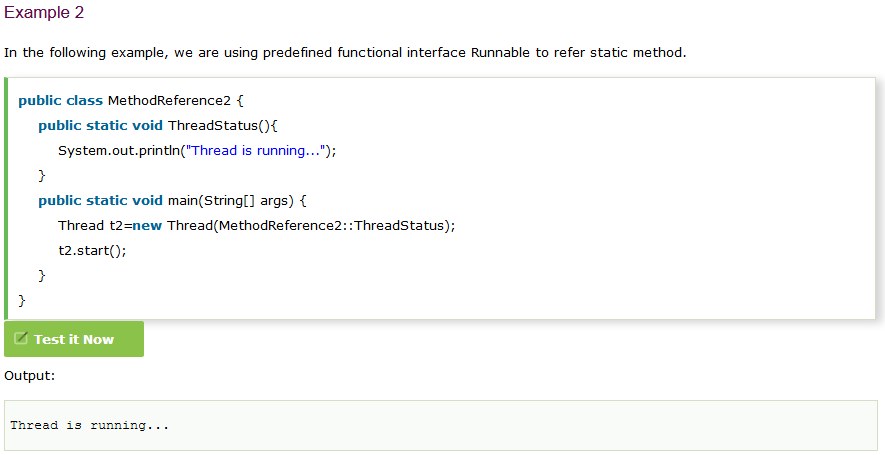 Example 2
In the following example, we are using predefined functional interface Runnable to refer static method.
public class MethodReference2 {
public static void ThreadStatus(){
System.out.println("Thread is running...");
}
public static void main(String[] args) {
Thread t2=new Thread(MethodReference2::ThreadStatus);
t2.start();
}
}
Test it Now
Output:
Thread is running...